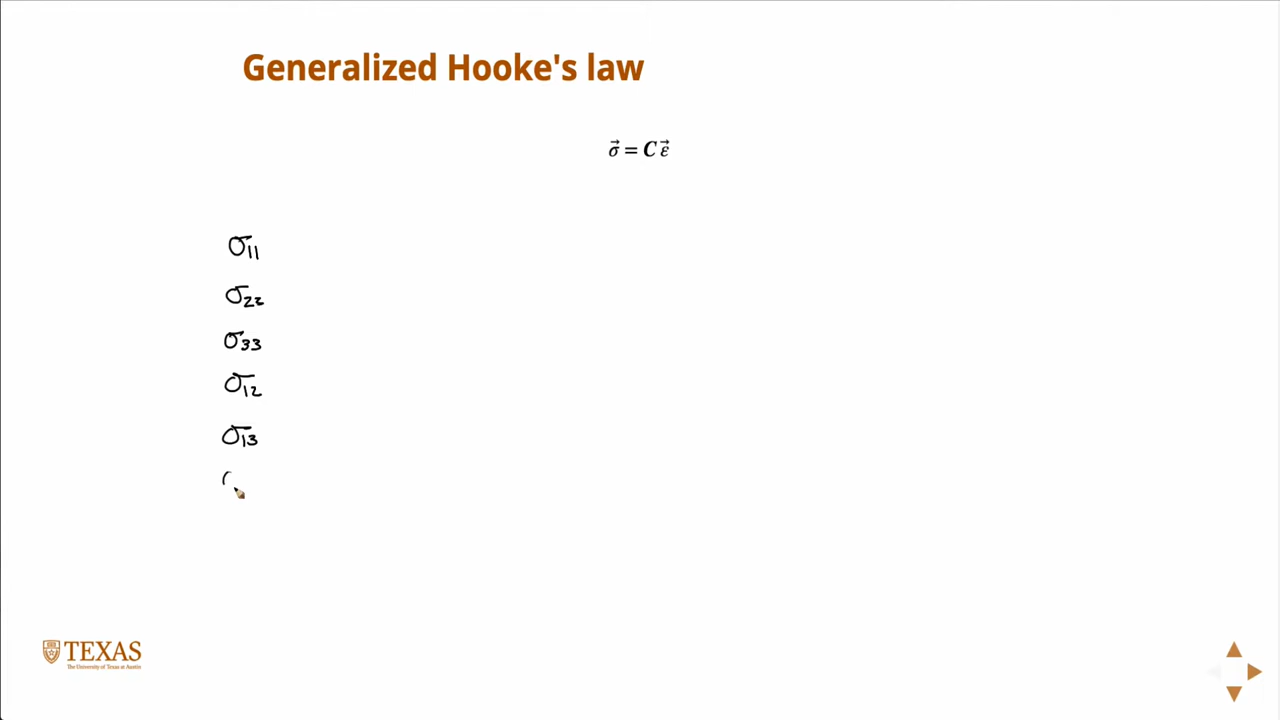 Generalized Hooke's law
σ⃗ = C ε⃗
σ11
σ22
σ33
σ12
σ13
TEXAS
The University of Texas at Austin